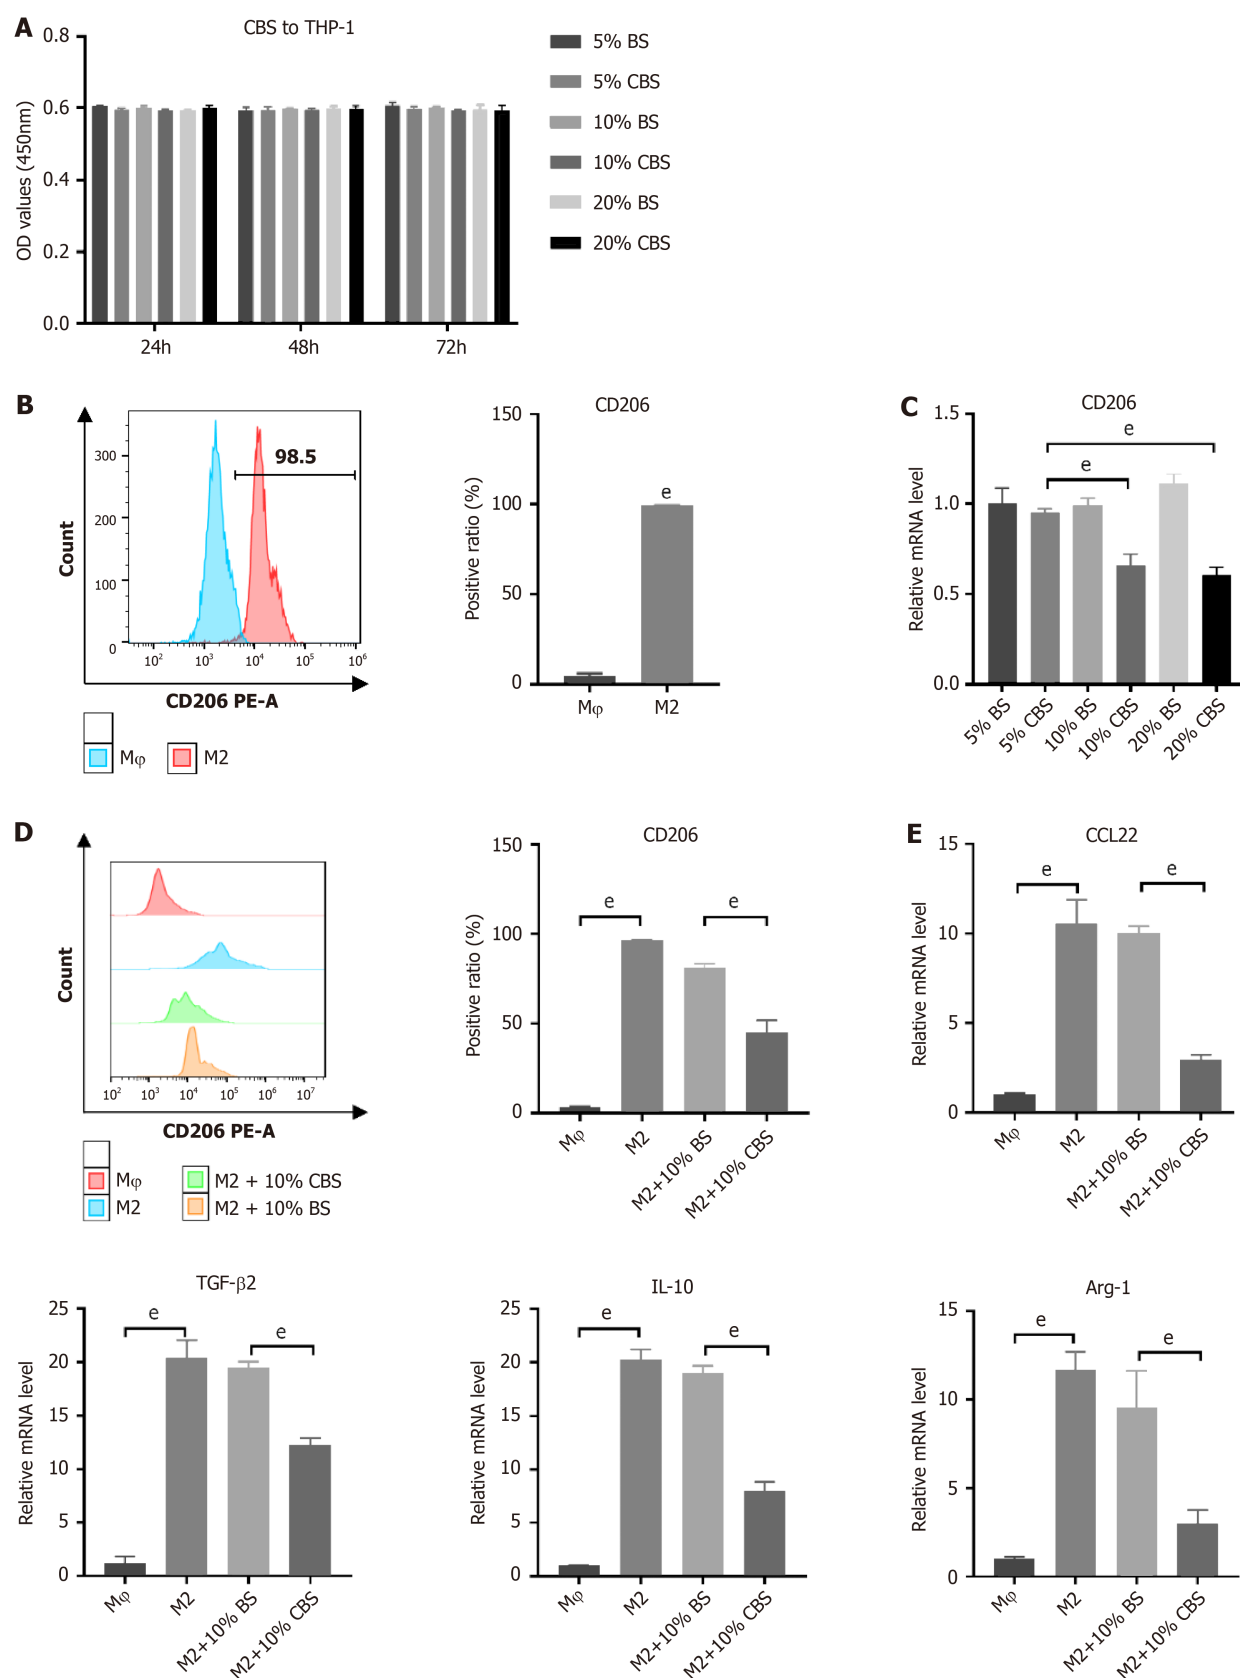 A
CBS to THP-1
OD values (450nm)
0.8
0.6
0.4
0.2
0.0
24h
48h
72h
5% BS
5% CBS
10% BS
10% CBS
20% BS
20% CBS
B
Count
300
200
100
0
98.5
10² 10³ 10⁴ 10⁵ 10⁶
CD206 PE-A
Mφ
M2
CD206
Positive ratio (%)
150
100
50
0
e
Mφ
M2
C
CD206
Relative mRNA level
1.5
1.0
0.5
0.0
e
e
5% BS
5% CBS
10% BS
10% CBS
20% BS
20% CBS
D
Count
10² 10³ 10⁴ 10⁵ 10⁶ 10⁷
CD206 PE-A
Mφ
M2
M2 + 10% CBS
M2 + 10% BS
CD206
Positive ratio (%)
150
100
50
0
e
e
Mφ
M2
M2+10% BS
M2+10% CBS
E
CCL22
Relative mRNA level
15
10
5
0
e
e
Mφ
M2
M2+10% BS
M2+10% CBS
TGF-β2
Relative mRNA level
25
20
15
10
5
0
e
e
Mφ
M2
M2+10% BS
M2+10% CBS
IL-10
Relative mRNA level
25
20
15
10
5
0
e
e
Mφ
M2
M2+10% BS
M2+10% CBS
Arg-1
Relative mRNA level
15
10
5
0
e
e
Mφ
M2
M2+10% BS
M2+10% CBS